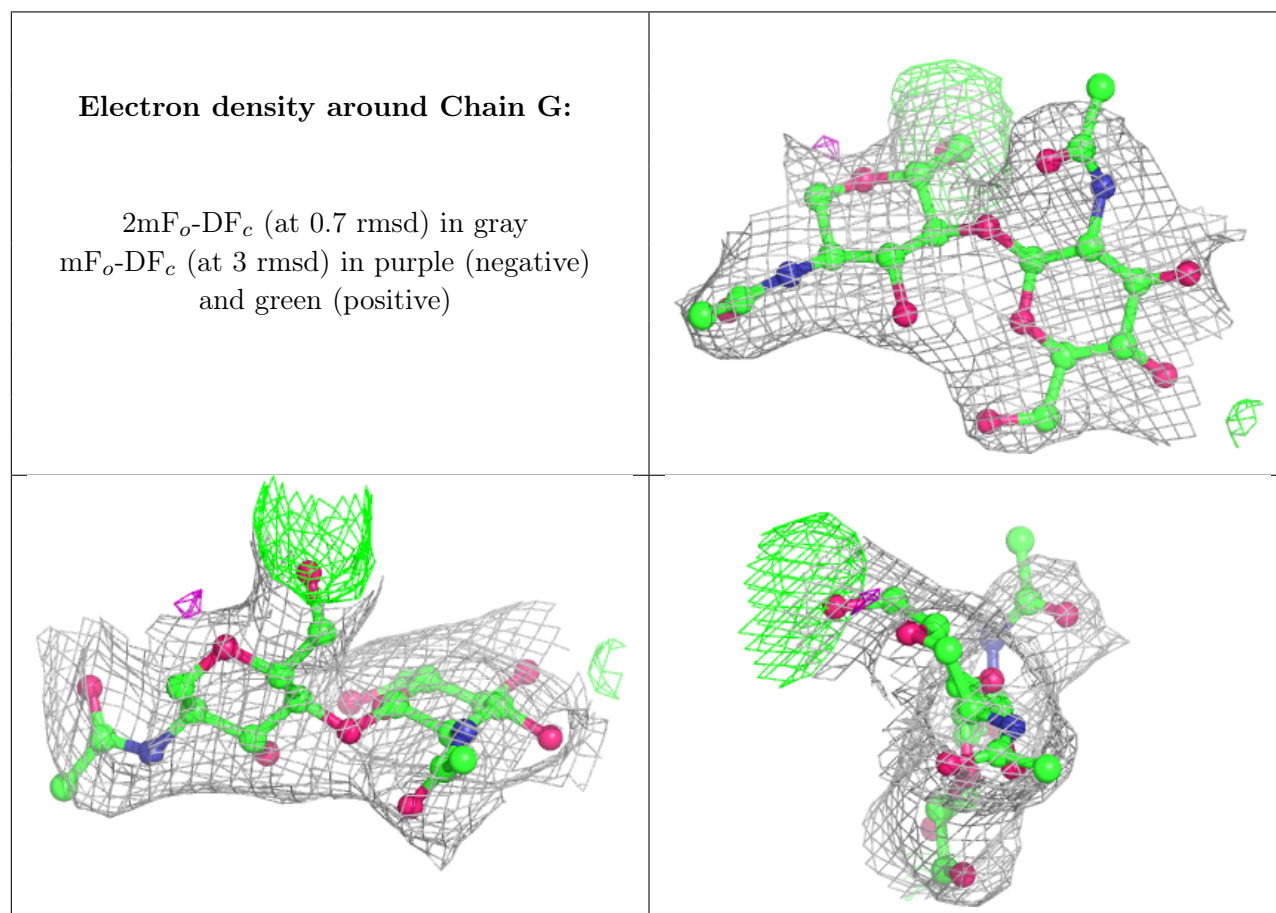 Electron density around Chain G:
2mFₒ-DF𝒸 (at 0.7 rmsd) in gray
mFₒ-DF𝒸 (at 3 rmsd) in purple (negative)
and green (positive)